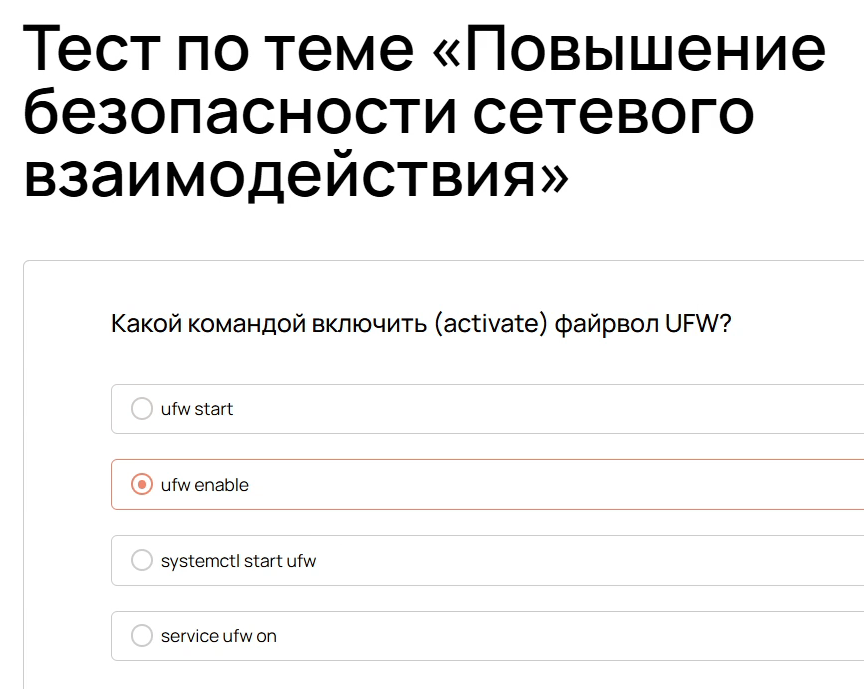 Тест по теме «Повышение
безопасности сетевого
взаимодействия»
Какой командой включить (activate) файрвол UFW?
ufw start
ufw enable
systemctl start ufw
service ufw on